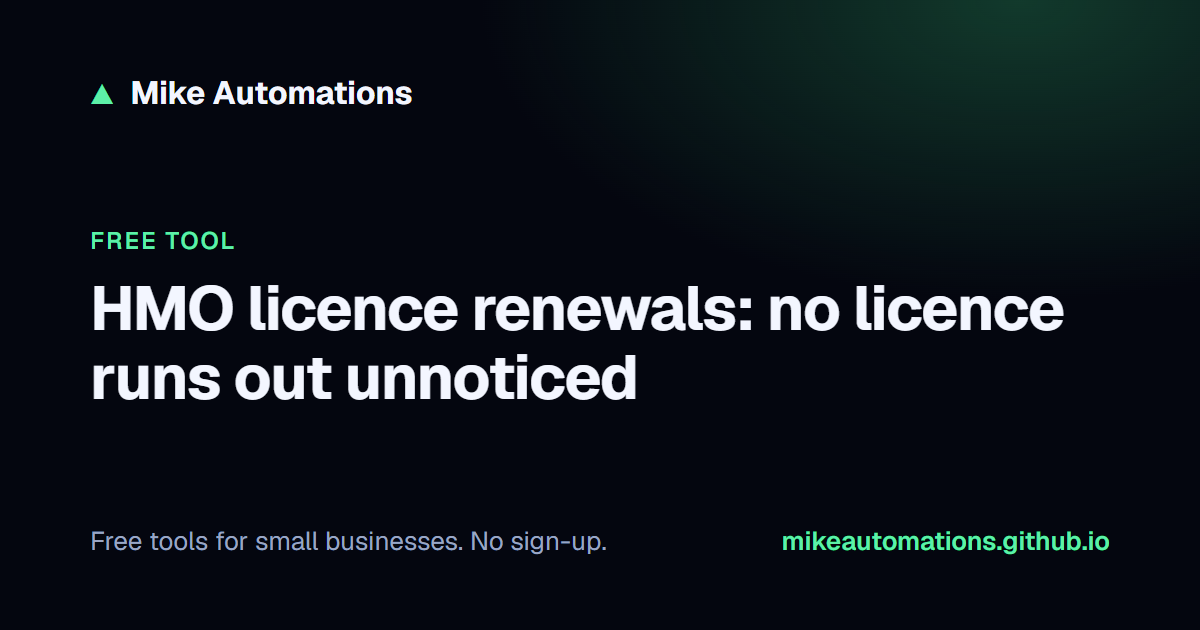 Mike Automations
FREE TOOL
HMO licence renewals: no licence
runs out unnoticed
Free tools for small businesses. No sign-up.
mikeautomations.github.io